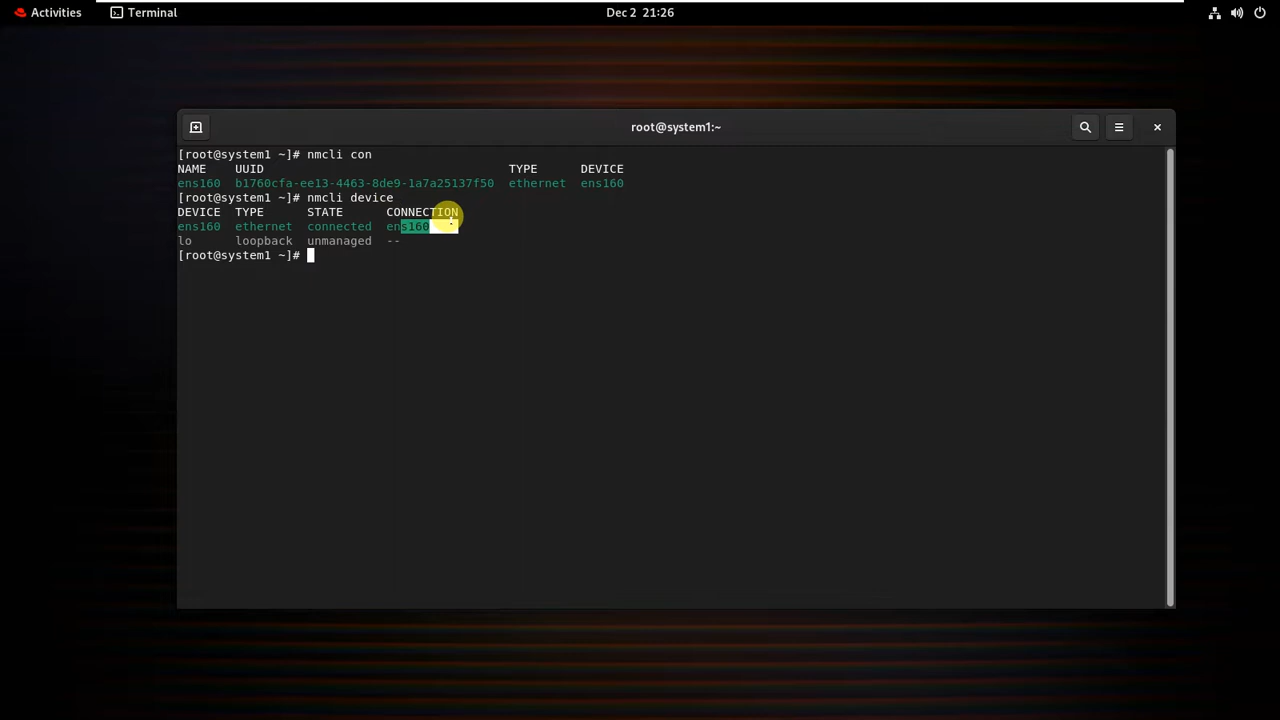 Activities
Terminal
Dec 2 21:26
root@system1:~
[root@system1 ~]# nmcli con
NAME UUID TYPE DEVICE
ens160 b1760cfa-ee13-4463-8de9-1a7a25137f50 ethernet ens160
[root@system1 ~]# nmcli device
DEVICE TYPE STATE CONNECTION
ens160 ethernet connected ens160
lo loopback unmanaged --
[root@system1 ~]#